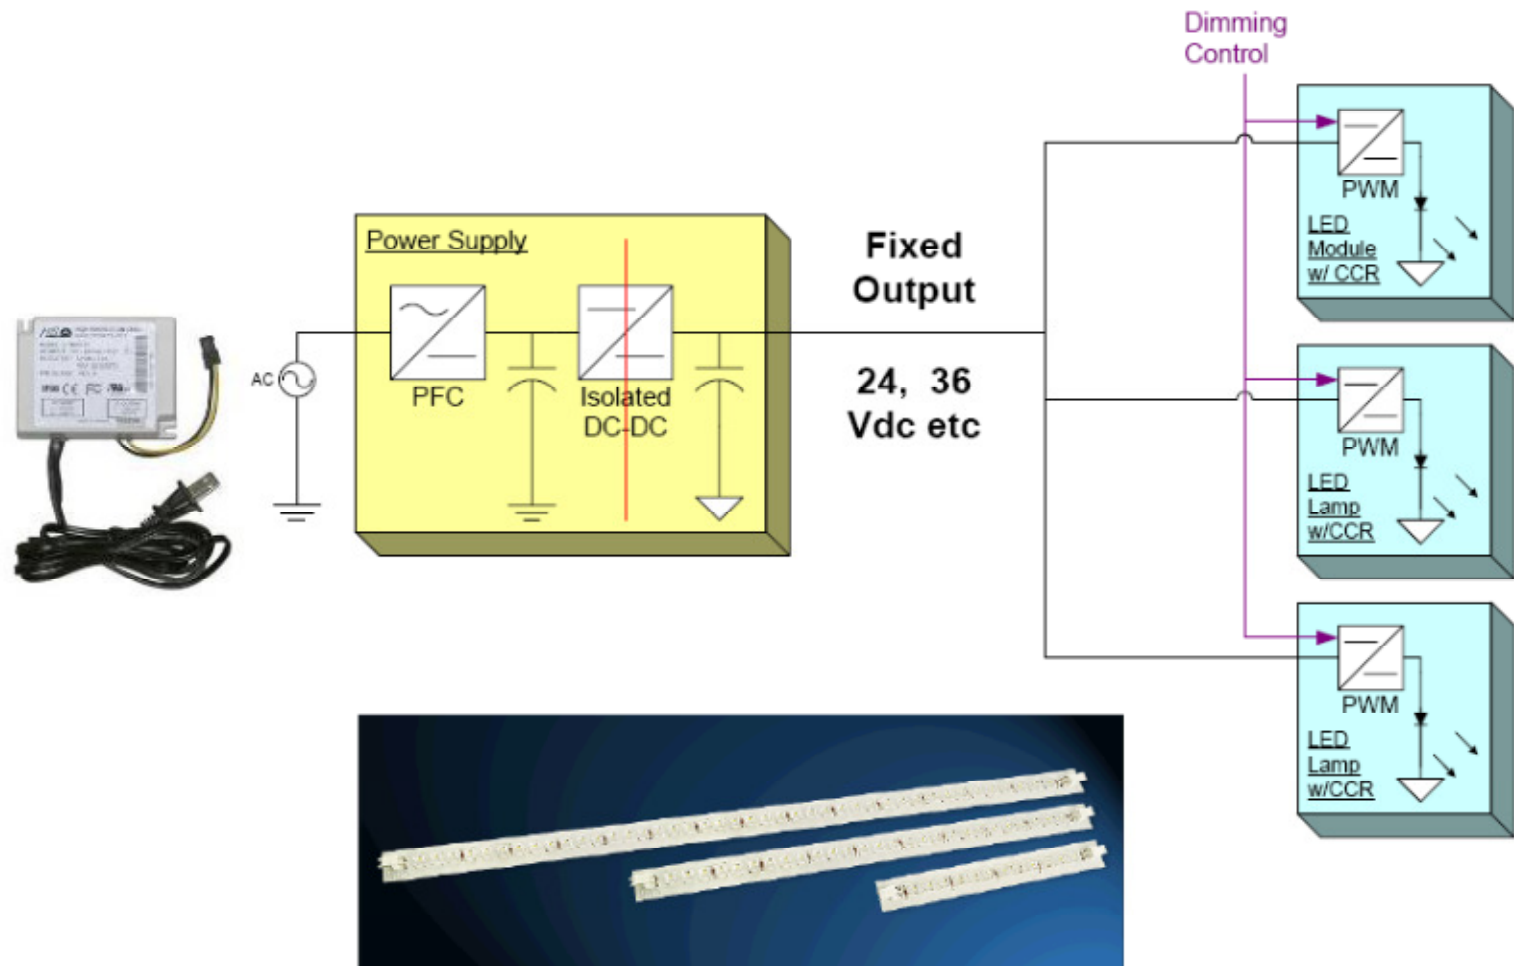 Dimming
Control
Power Supply
AC
PFC
Isolated
DC-DC
Fixed
Output
24, 36
Vdc etc
PWM
LED
Module
w/ CCR
PWM
LED
Lamp
w/CCR
PWM
LED
Lamp
w/CCR